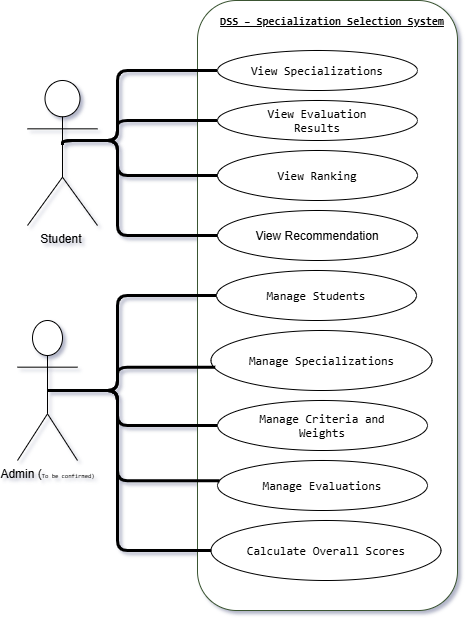 DSS – Specialization Selection System
View Specializations
View Evaluation
Results
View Ranking
View Recommendation
Student
Manage Students
Manage Specializations
Manage Criteria and
Weights
Admin (To be confirmed)
Manage Evaluations
Calculate Overall Scores